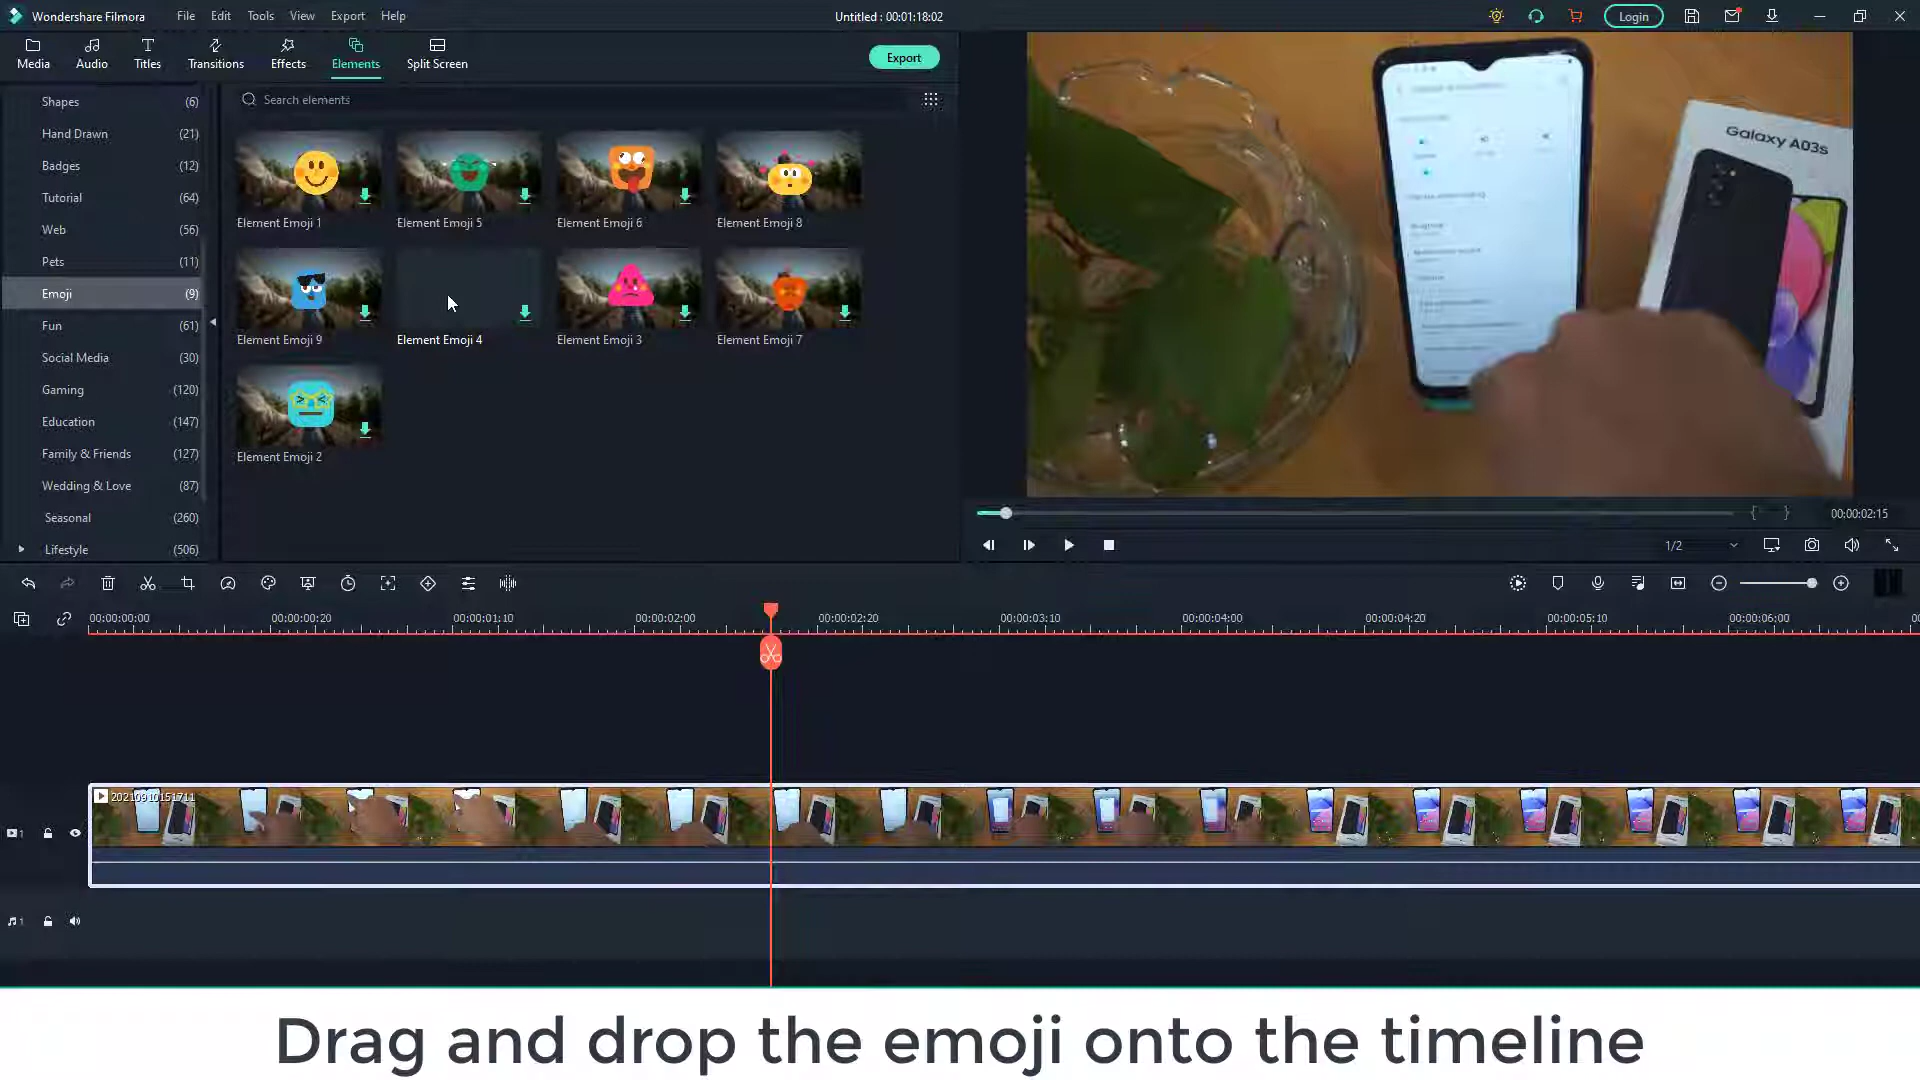 Wondershare Filmora
File Edit Tools View Export Help
Untitled : 00:01:18:02
Login
Media Audio Titles Transitions Effects Elements Split Screen
Export
Search elements
Shapes (6)
Hand Drawn (21)
Badges (12)
Tutorial (64)
Web (56)
Pets (11)
Emoji (9)
Fun (61)
Social Media (30)
Gaming (120)
Education (147)
Family & Friends (127)
Wedding & Love (87)
Seasonal (260)
Lifestyle (506)
Element Emoji 1 Element Emoji 5 Element Emoji 6 Element Emoji 8
Element Emoji 9 Element Emoji 4 Element Emoji 3 Element Emoji 7
Element Emoji 2
Galaxy A03s
{ } 00:00:02:15
1/2
00:00:00:00 00:00:00:20 00:00:01:10 00:00:02:00 00:00:02:20 00:00:03:10 00:00:04:00 00:00:04:20 00:00:05:10 00:00:06:00
20210910151711
1
1
Drag and drop the emoji onto the timeline